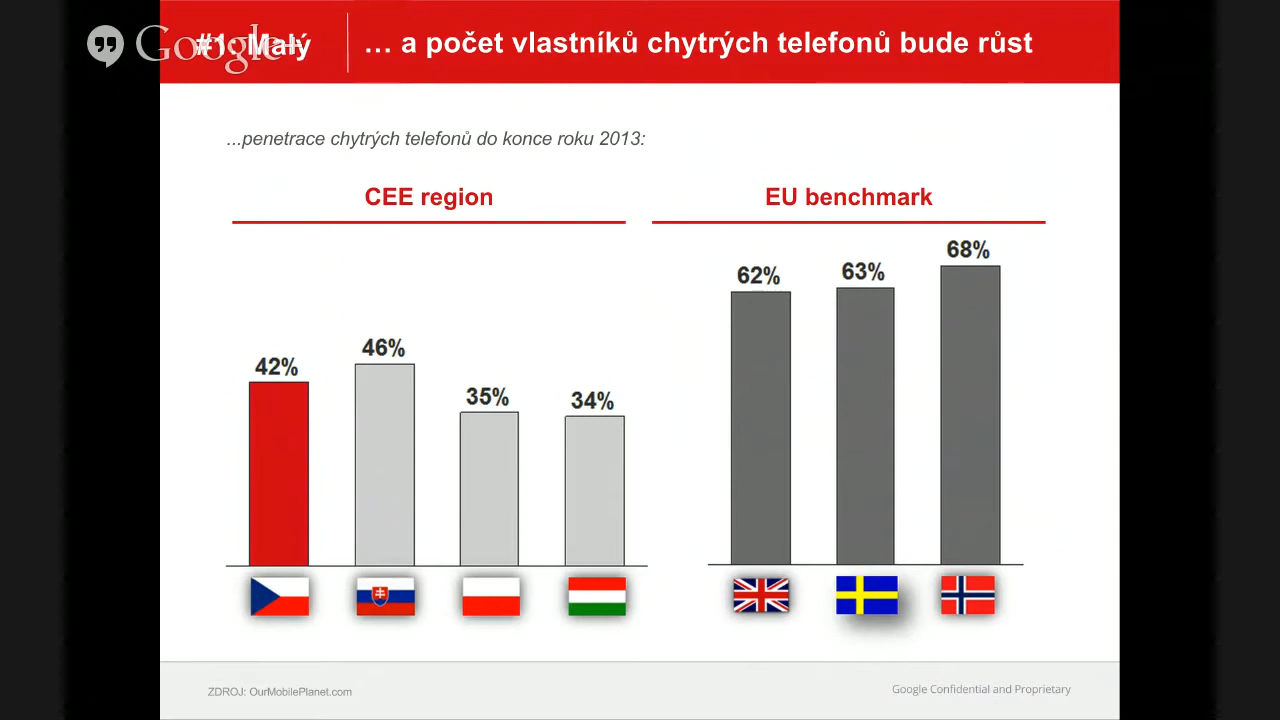 Google+
#1: Malý
... a počet vlastníků chytrých telefonů bude růst
...penetrace chytrých telefonů do konce roku 2013:
CEE region
EU benchmark
42%
46%
35%
34%
62%
63%
68%
ZDROJ: OurMobilePlanet.com
Google Confidential and Proprietary